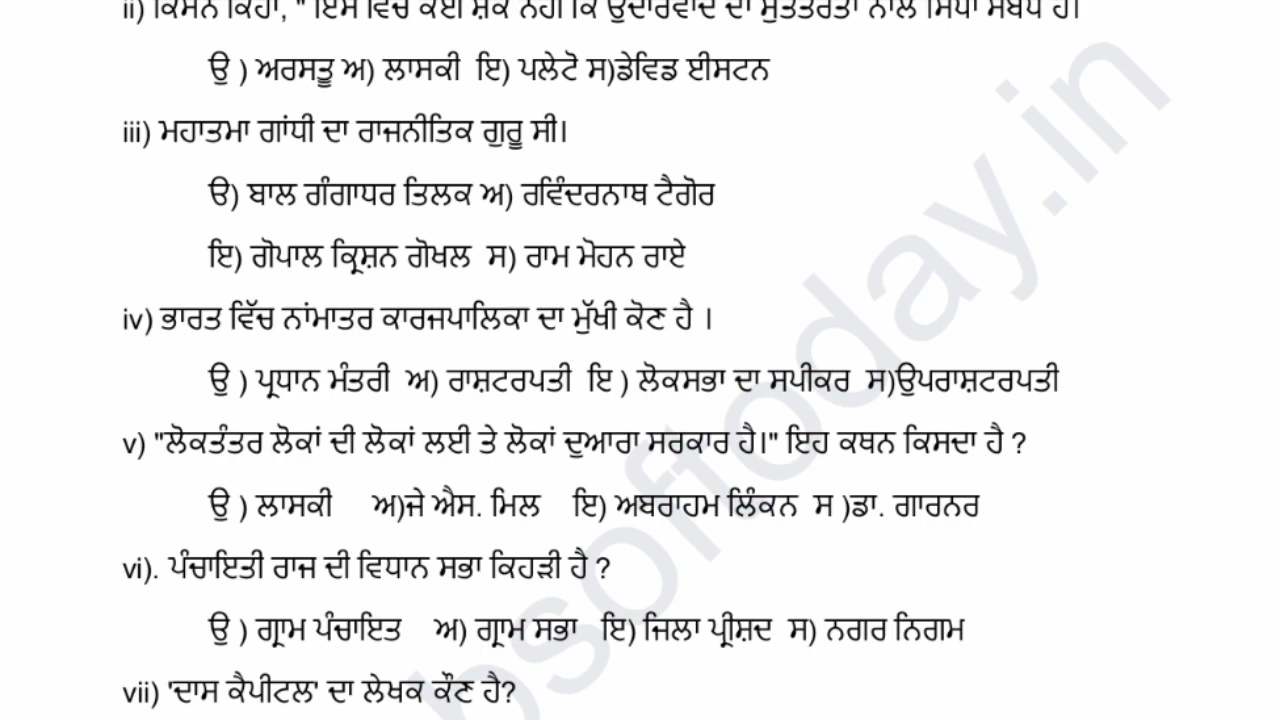 ii) ਕਿਸਨੇ ਕਿਹਾ, " ਇਸ ਵਿੱਚ ਕੋਈ ਸ਼ੱਕ ਨਹੀਂ ਕਿ ਉਦਾਰਵਾਦ ਦਾ ਸੁਤੰਤਰਤਾ ਨਾਲ ਸਿੱਧਾ ਸੰਬੰਧ ਹੈ।
ਉ ) ਅਰਸਤੂ ਅ) ਲਾਸਕੀ ਇ) ਪਲੇਟੋ ਸ)ਡੇਵਿਡ ਈਸਟਨ
iii) ਮਹਾਤਮਾ ਗਾਂਧੀ ਦਾ ਰਾਜਨੀਤਿਕ ਗੁਰੂ ਸੀ।
ੳ) ਬਾਲ ਗੰਗਾਧਰ ਤਿਲਕ ਅ) ਰਵਿੰਦਰਨਾਥ ਟੈਗੋਰ
ਇ) ਗੋਪਾਲ ਕ੍ਰਿਸ਼ਨ ਗੋਖਲ ਸ) ਰਾਮ ਮੋਹਨ ਰਾਏ
iv) ਭਾਰਤ ਵਿੱਚ ਨਾਂਮਾਤਰ ਕਾਰਜਪਾਲਿਕਾ ਦਾ ਮੁੱਖੀ ਕੋਣ ਹੈ ।
ਉ ) ਪ੍ਰਧਾਨ ਮੰਤਰੀ ਅ) ਰਾਸ਼ਟਰਪਤੀ ਇ ) ਲੋਕਸਭਾ ਦਾ ਸਪੀਕਰ ਸ)ਉਪਰਾਸ਼ਟਰਪਤੀ
v) "ਲੋਕਤੰਤਰ ਲੋਕਾਂ ਦੀ ਲੋਕਾਂ ਲਈ ਤੇ ਲੋਕਾਂ ਦੁਆਰਾ ਸਰਕਾਰ ਹੈ।" ਇਹ ਕਥਨ ਕਿਸਦਾ ਹੈ ?
ਉ ) ਲਾਸਕੀ ਅ)ਜੇ ਐਸ. ਮਿਲ ਇ) ਅਬਰਾਹਮ ਲਿੰਕਨ ਸ )ਡਾ. ਗਾਰਨਰ
vi). ਪੰਚਾਇਤੀ ਰਾਜ ਦੀ ਵਿਧਾਨ ਸਭਾ ਕਿਹੜੀ ਹੈ ?
ਉ ) ਗ੍ਰਾਮ ਪੰਚਾਇਤ ਅ) ਗ੍ਰਾਮ ਸਭਾ ਇ) ਜਿਲਾ ਪ੍ਰੀਸ਼ਦ ਸ) ਨਗਰ ਨਿਗਮ
vii) 'ਦਾਸ ਕੈਪੀਟਲ' ਦਾ ਲੇਖਕ ਕੌਣ ਹੈ?
bsoftoday.in